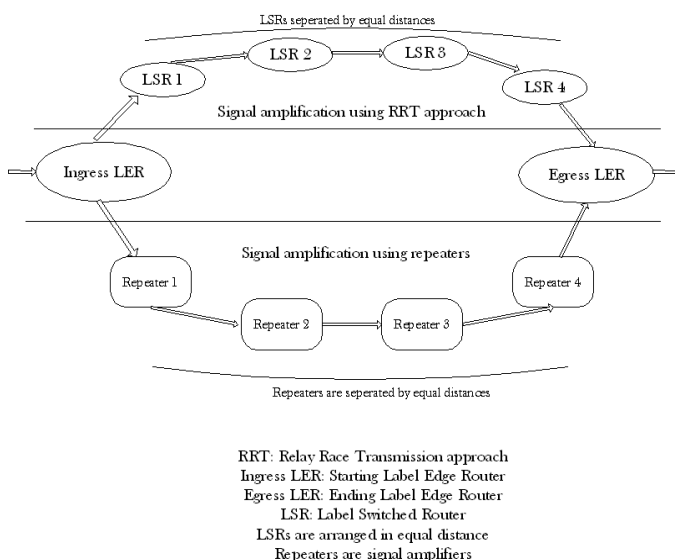 LSRs seperated by equal distances
LSR 1
LSR 2
LSR 3
LSR 4
Signal amplification using RRT approach
Ingress LER
Egress LER
Signal amplification using repeaters
Repeater 1
Repeater 2
Repeater 3
Repeater 4
Repeaters are seperated by equal distances
RRT: Relay Race Transmission approach
Ingress LER: Starting Label Edge Router
Egress LER: Ending Label Edge Router
LSR: Label Switched Router
LSRs are arranged in equal distance
Repeaters are signal amplifiers